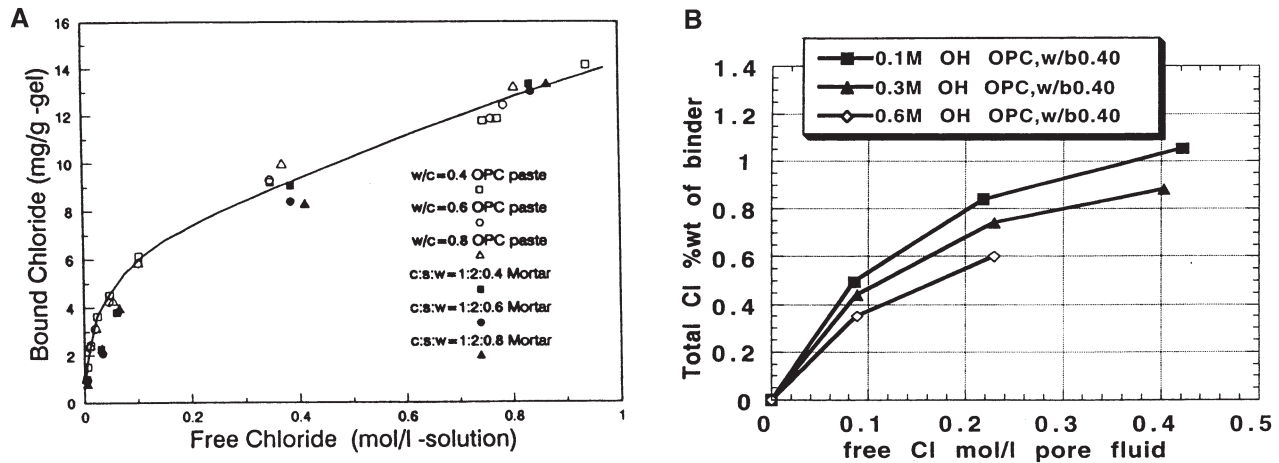 A
16
14
12
10
8
6
4
2
0
Bound Chloride (mg/g -gel)
w/c=0.4 OPC paste
w/c=0.6 OPC paste
w/c=0.8 OPC paste
c:s:w=1:2:0.4 Mortar
c:s:w=1:2:0.6 Mortar
c:s:w=1:2:0.8 Mortar
0 0.2 0.4 0.6 0.8 1
Free Chloride (mol/l -solution)
B
0.1M OH OPC,w/b0.40
0.3M OH OPC,w/b0.40
0.6M OH OPC,w/b0.40
1.4
1.2
1
0.8
0.6
0.4
0.2
0
Total Cl %wt of binder
0 0.1 0.2 0.3 0.4 0.5
free Cl mol/l pore fluid